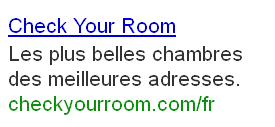 Check Your Room
Les plus belles chambres
des meilleures adresses.
checkyourroom.com/fr